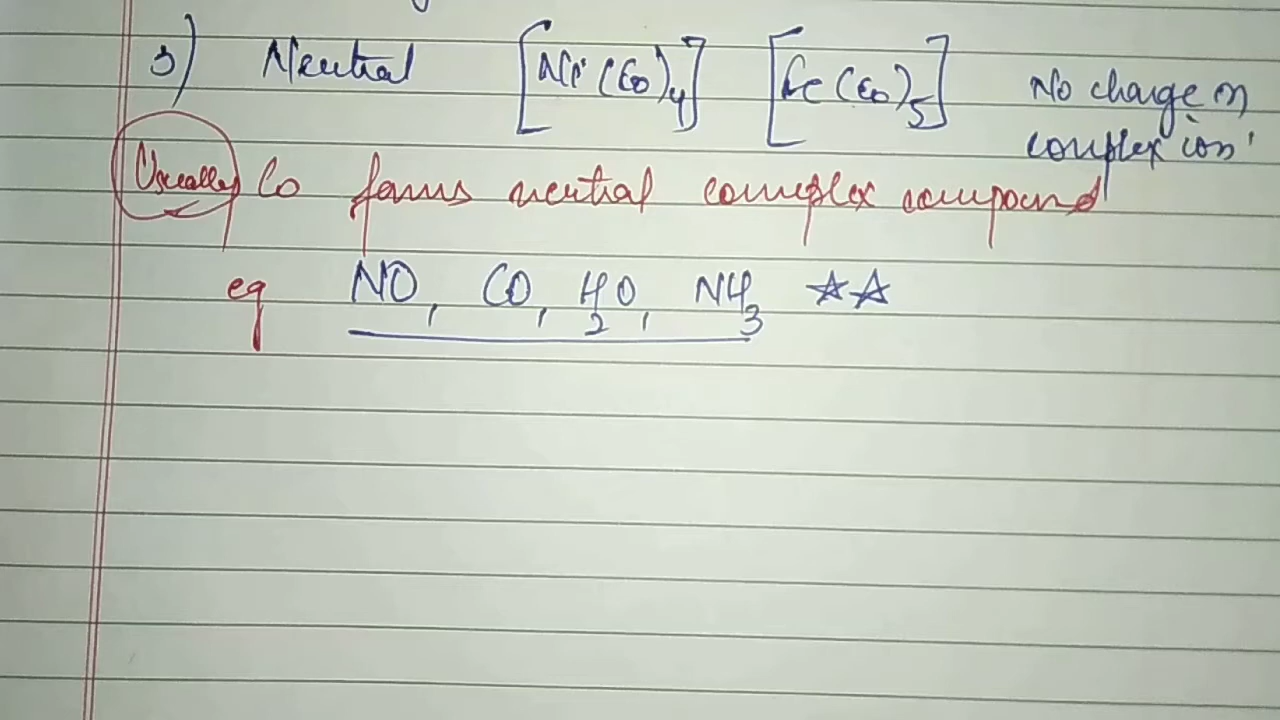 3) Neutral [Ni(CO)4] [Fe(CO)5] No charge on
complex ion'
Usually CO forms neutral complex compound
eg NO, CO, H2O, NH3 ☆☆